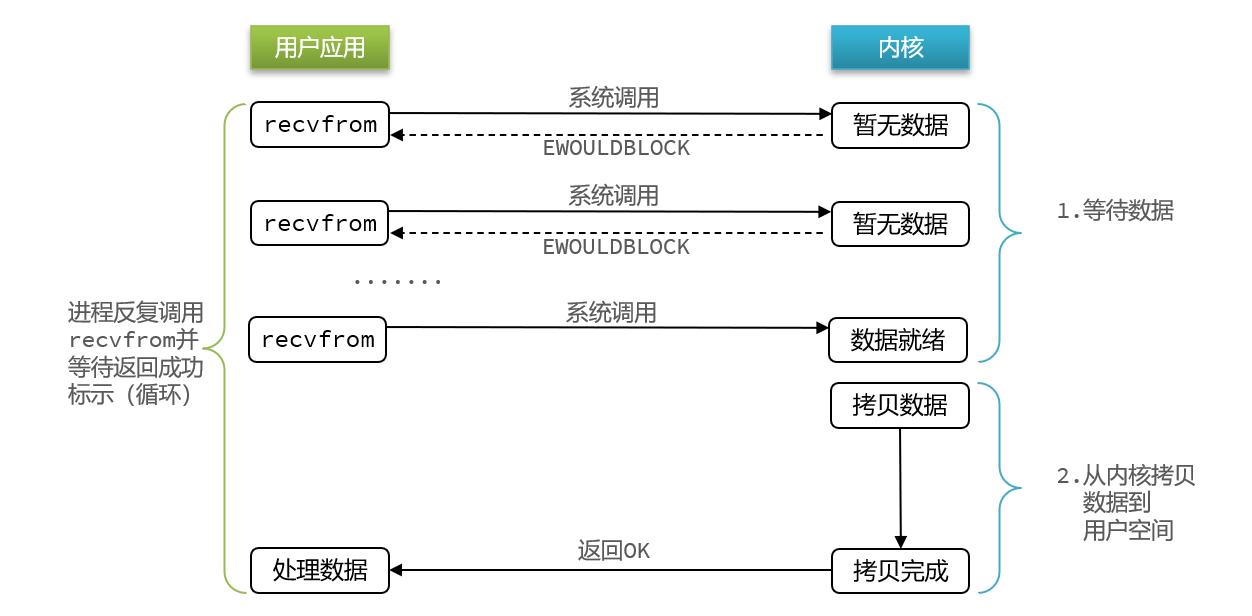 用户应用
内核
系统调用
recvfrom
暂无数据
EWOULDBLOCK
系统调用
recvfrom
暂无数据
EWOULDBLOCK
1.等待数据
.......
系统调用
recvfrom
数据就绪
进程反复调用
recvfrom并
等待返回成功
标示（循环）
拷贝数据
2.从内核拷贝
数据到
用户空间
返回OK
处理数据
拷贝完成